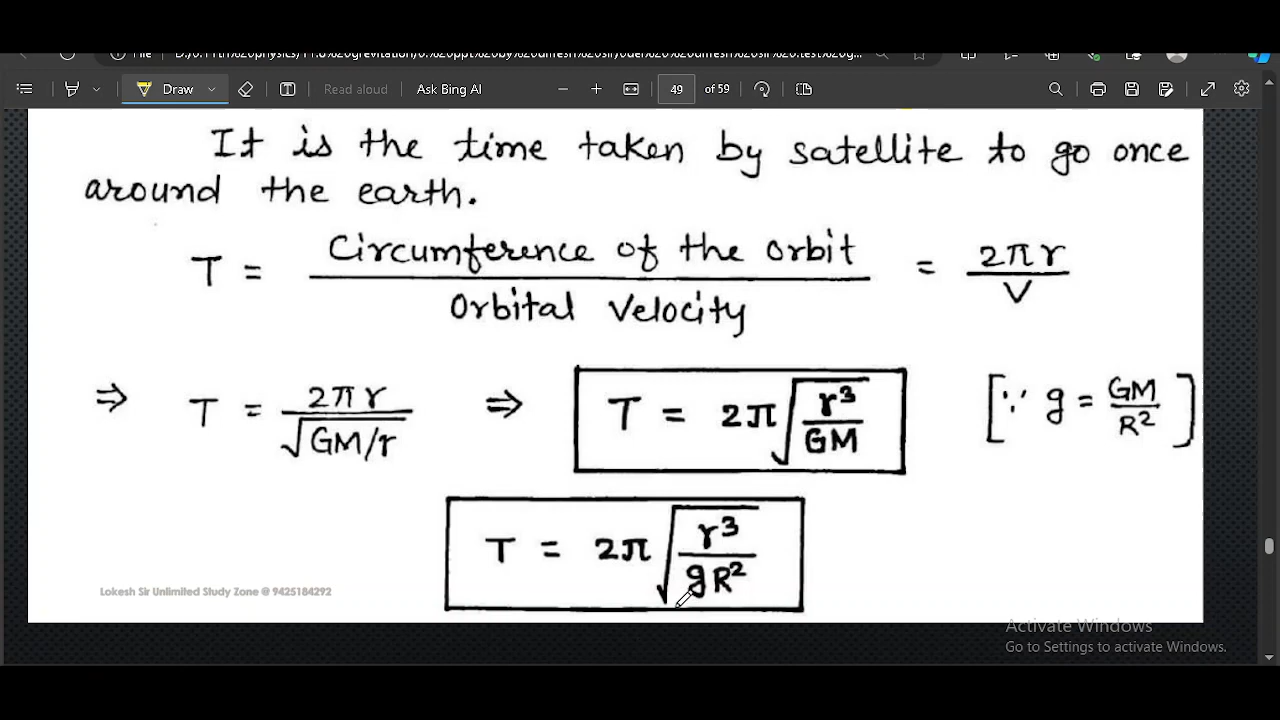 Draw
Read aloud
Ask Bing AI
49 of 59
It is the time taken by satellite to go once
around the earth.
T = Circumference of the orbit / Orbital Velocity = 2πr / V
⇒ T = 2πr / √GM/r ⇒ T = 2π √(r³ / GM) [∵ g = GM / R²]
T = 2π √(r³ / gR²)
Lokesh Sir Unlimited Study Zone @ 9425184292
Activate Windows
Go to Settings to activate Windows.